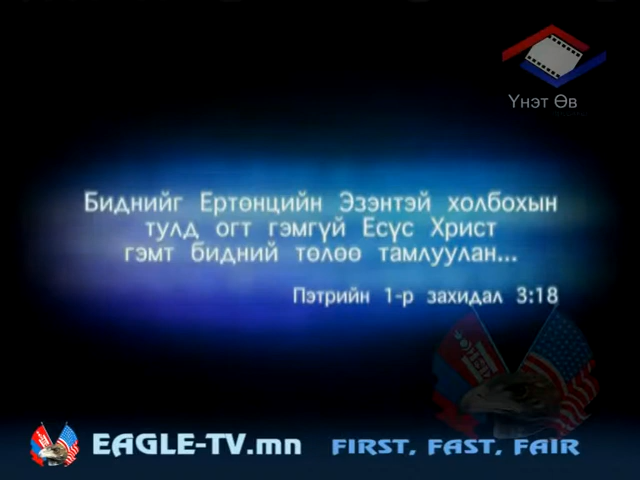 Үнэт Өв
Биднийг Ертөнцийн Эзэнтэй холбохын
тулд огт гэмгүй Есүс Христ
гэмт бидний төлөө тамлуулан...
Пэтрийн 1-р захидал 3:18
EAGLE-TV.mn FIRST, FAST, FAIR